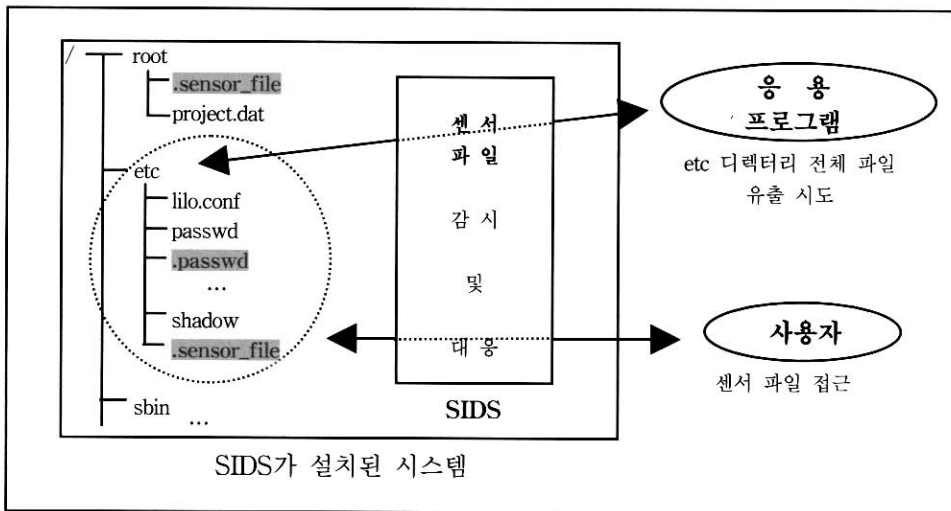 /
root
.sensor_file
project.dat
etc
lilo.conf
passwd
.passwd
...
shadow
.sensor_file
sbin
...
센서
파일
감시
및
대응
SIDS
SIDS가 설치된 시스템
응 용
프로그램
etc 디렉터리 전체 파일
유출 시도
사용자
센서 파일 접근